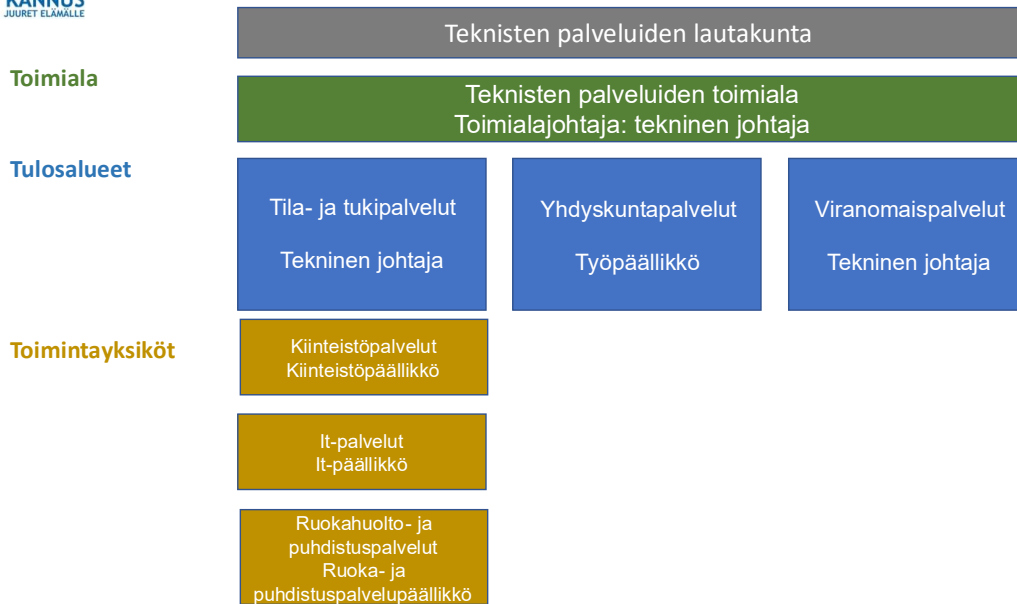 KANNUS
JUURET ELÄMÄLLE
Teknisten palveluiden lautakunta
Toimiala
Teknisten palveluiden toimiala
Toimialajohtaja: tekninen johtaja
Tulosalueet
Tila- ja tukipalvelut
Tekninen johtaja
Yhdyskuntapalvelut
Työpäällikkö
Viranomaispalvelut
Tekninen johtaja
Toimintayksiköt
Kiinteistöpalvelut
Kiinteistöpäällikkö
It-palvelut
It-päällikkö
Ruokahuolto- ja
puhdistuspalvelut
Ruoka- ja
puhdistuspalvelupäällikkö